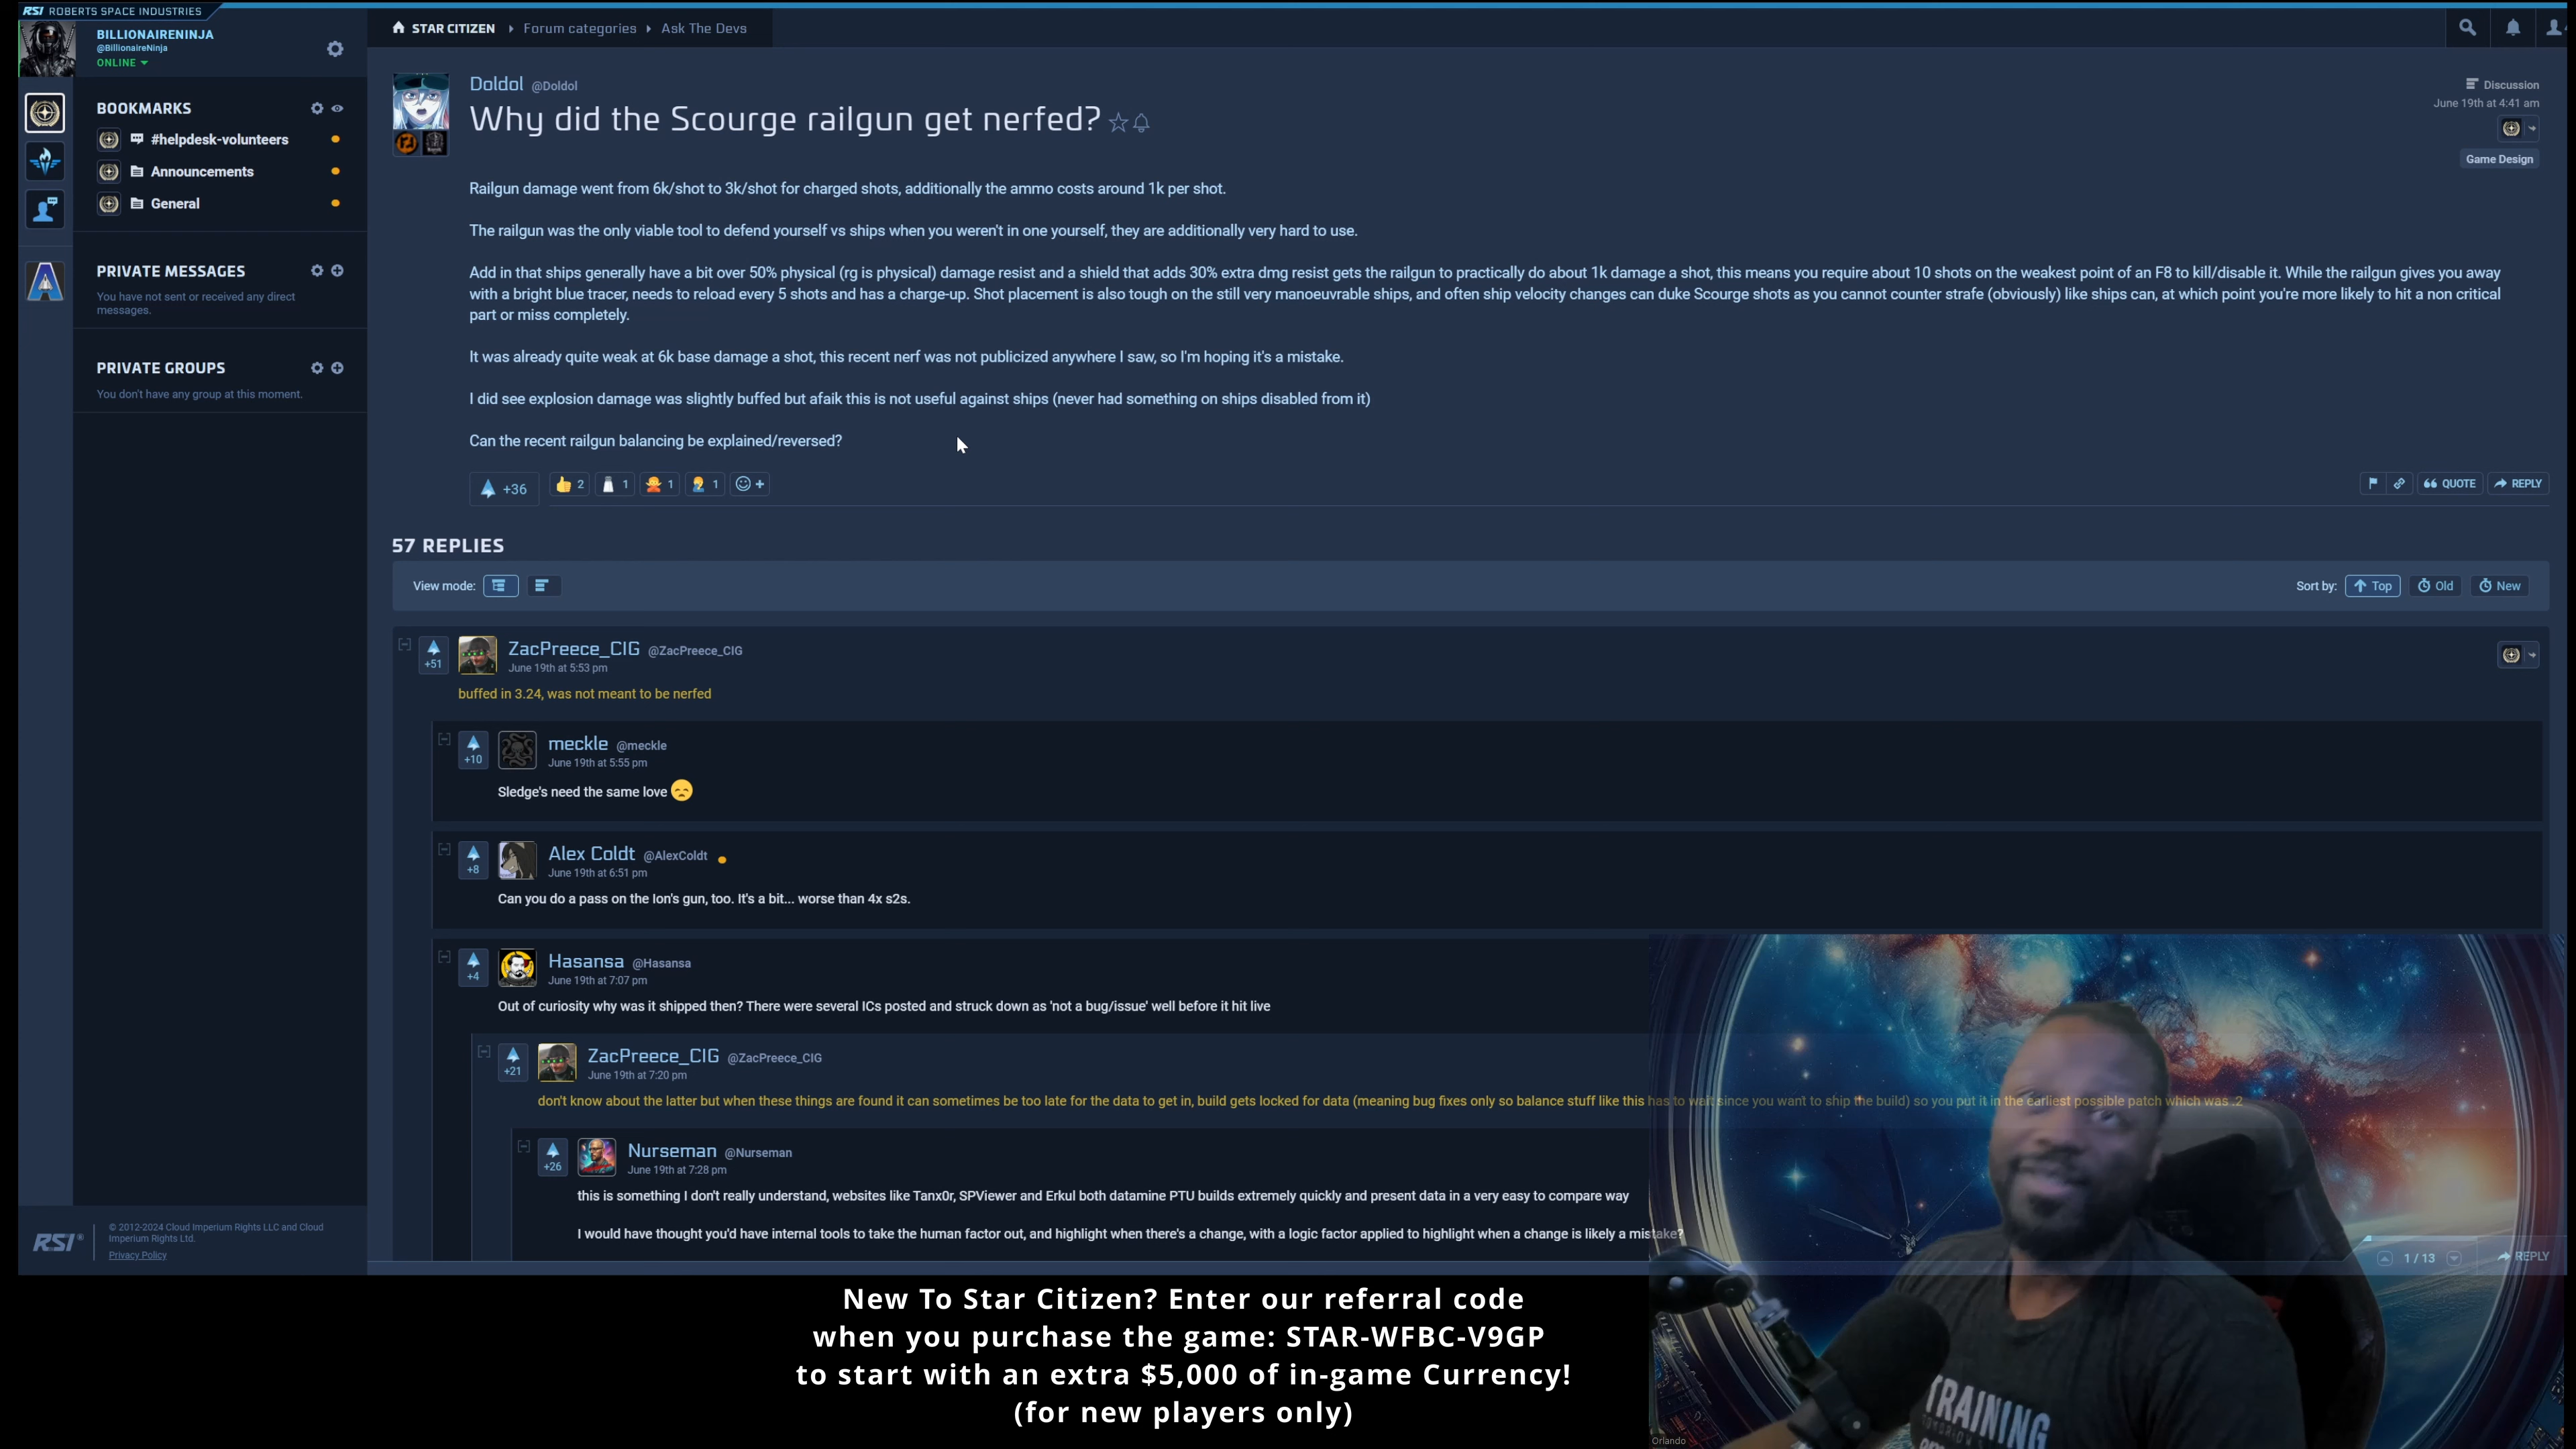 RSI ROBERTS SPACE INDUSTRIES
BILLIONAIRENINJA
@BillionaireNinja
ONLINE
BOOKMARKS
#helpdesk-volunteers
Announcements
General
PRIVATE MESSAGES
You have not sent or received any direct
messages.
PRIVATE GROUPS
You don't have any group at this moment.
RSI
© 2012-2024 Cloud Imperium Rights LLC and Cloud
Imperium Rights Ltd.
Privacy Policy
STAR CITIZEN Forum categories Ask The Devs
Doldol @Doldol
Discussion
June 19th at 4:41 am
Game Design
Why did the Scourge railgun get nerfed?
Railgun damage went from 6k/shot to 3k/shot for charged shots, additionally the ammo costs around 1k per shot.
The railgun was the only viable tool to defend yourself vs ships when you weren't in one yourself, they are additionally very hard to use.
Add in that ships generally have a bit over 50% physical (rg is physical) damage resist and a shield that adds 30% extra dmg resist gets the railgun to practically do about 1k damage a shot, this means you require about 10 shots on the weakest point of an F8 to kill/disable it. While the railgun gives you away
with a bright blue tracer, needs to reload every 5 shots and has a charge-up. Shot placement is also tough on the still very manoeuvrable ships, and often ship velocity changes can duke Scourge shots as you cannot counter strafe (obviously) like ships can, at which point you're more likely to hit a non critical
part or miss completely.
It was already quite weak at 6k base damage a shot, this recent nerf was not publicized anywhere I saw, so I'm hoping it's a mistake.
I did see explosion damage was slightly buffed but afaik this is not useful against ships (never had something on ships disabled from it)
Can the recent railgun balancing be explained/reversed?
+36 2 1 1 1 +
QUOTE REPLY
57 REPLIES
View mode:
Sort by: Top Old New
+51
ZacPreece_CIG @ZacPreece_CIG
June 19th at 5:53 pm
buffed in 3.24, was not meant to be nerfed
+10
meckle @meckle
June 19th at 5:55 pm
Sledge's need the same love
+8
Alex Coldt @AlexColdt
June 19th at 6:51 pm
Can you do a pass on the Ion's gun, too. It's a bit... worse than 4x s2s.
+4
Hasansa @Hasansa
June 19th at 7:07 pm
Out of curiosity why was it shipped then? There were several ICs posted and struck down as 'not a bug/issue' well before it hit live
+21
ZacPreece_CIG @ZacPreece_CIG
June 19th at 7:20 pm
don't know about the latter but when these things are found it can sometimes be too late for the data to get in, build gets locked for data (meaning bug fixes only so balance stuff like this has to wait since you want to ship the build) so you put it in the earliest possible patch which was .2
+26
Nurseman @Nurseman
June 19th at 7:28 pm
this is something I don't really understand, websites like Tanx0r, SPViewer and Erkul both datamine PTU builds extremely quickly and present data in a very easy to compare way
I would have thought you'd have internal tools to take the human factor out, and highlight when there's a change, with a logic factor applied to highlight when a change is likely a mistake?
1 / 13 REPLY
New To Star Citizen? Enter our referral code
when you purchase the game: STAR-WFBC-V9GP
to start with an extra $5,000 of in-game Currency!
(for new players only)
TRAINING
Orlando